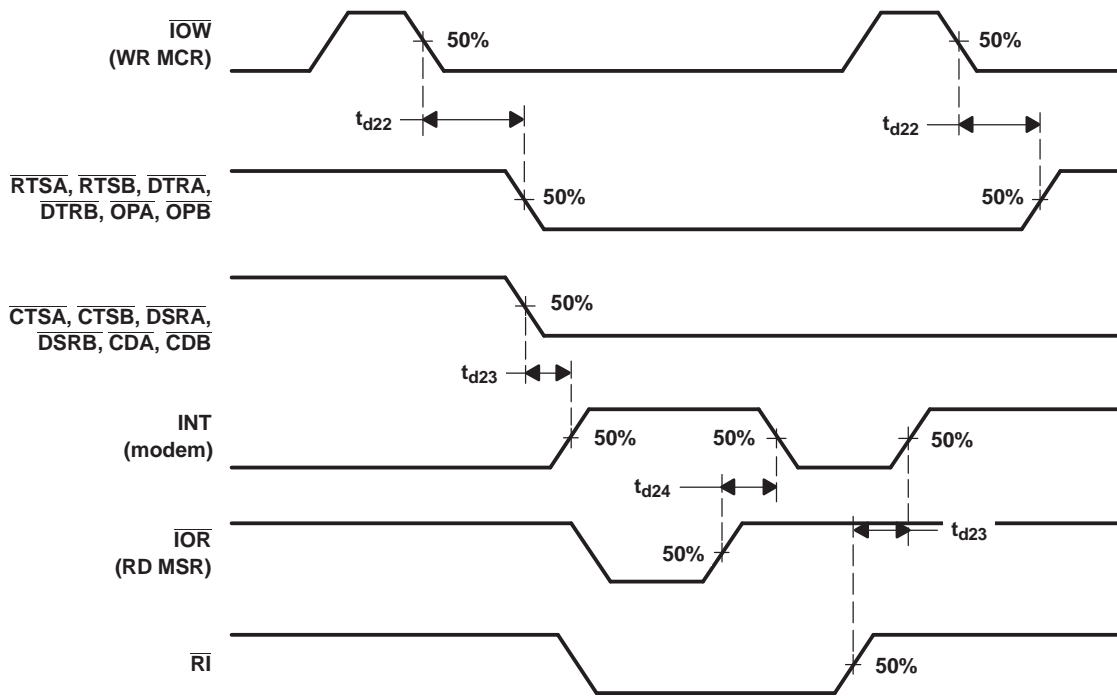 IOW
(WR MCR)
50%
50%
td22
td22
RTSA, RTSB, DTRA,
DTRB, OPA, OPB
50%
50%
CTSA, CTSB, DSRA,
DSRB, CDA, CDB
50%
td23
INT
(modem)
50%
50%
50%
td24
IOR
(RD MSR)
50%
td23
RI
50%